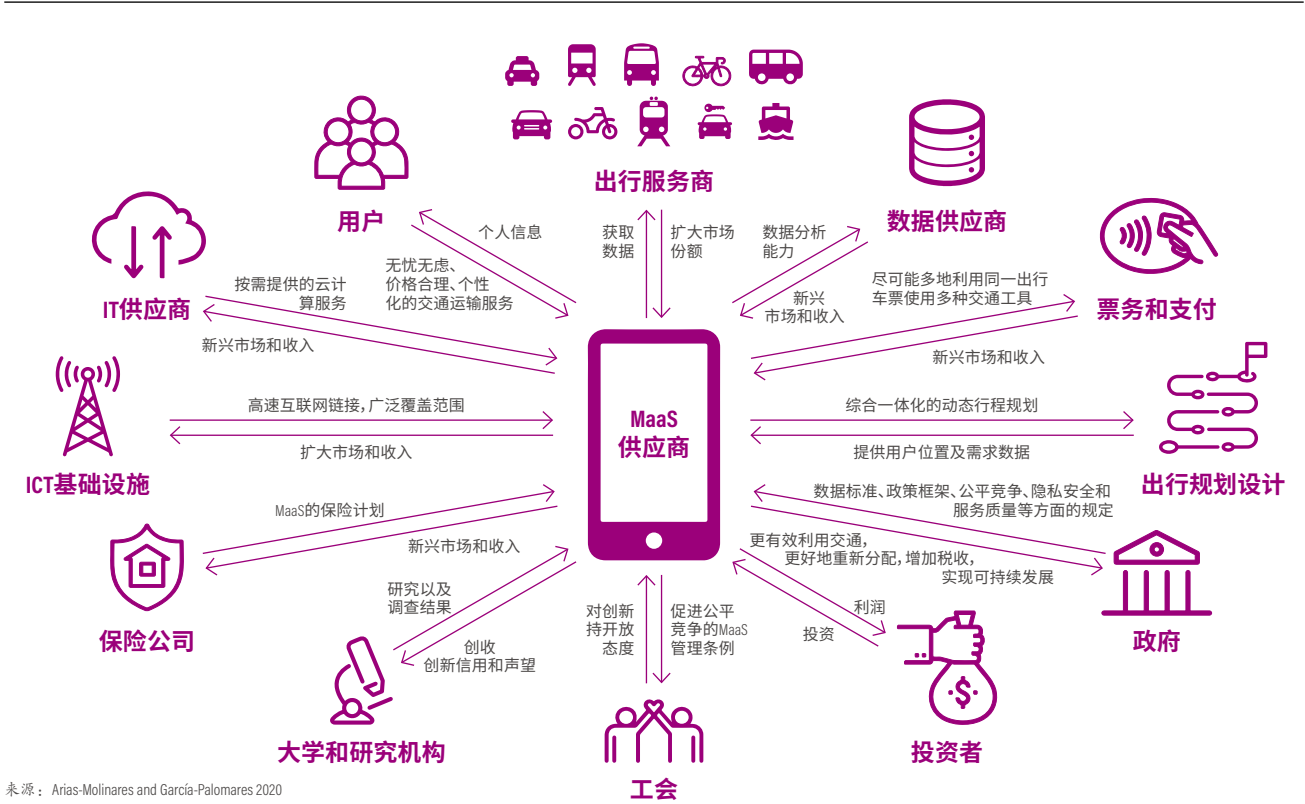 出行服务商
用户
个人信息
无忧无虑、
价格合理、个性
化的交通运输服务
获取
数据
扩大市场
份额
数据分析
能力
新兴
市场和收入
数据供应商
IT供应商
按需提供的云计
算服务
新兴市场和收入
尽可能多地利用同一出行
车票使用多种交通工具
新兴市场和收入
票务和支付
ICT基础设施
高速互联网链接，广泛覆盖范围
扩大市场和收入
MaaS
供应商
综合一体化的动态行程规划
提供用户位置及需求数据
出行规划设计
保险公司
MaaS的保险计划
新兴市场和收入
数据标准、政策框架、公平竞争、隐私安全和
服务质量等方面的规定
更有效利用交通，
更好地重新分配，增加税收，
实现可持续发展
政府
研究以及
调查结果
创收
创新信用和声望
大学和研究机构
对创新
持开放
态度
促进公平
竞争的MaaS
管理条例
工会
利润
投资
$
投资者
来源：Arias-Molinares and García-Palomares 2020